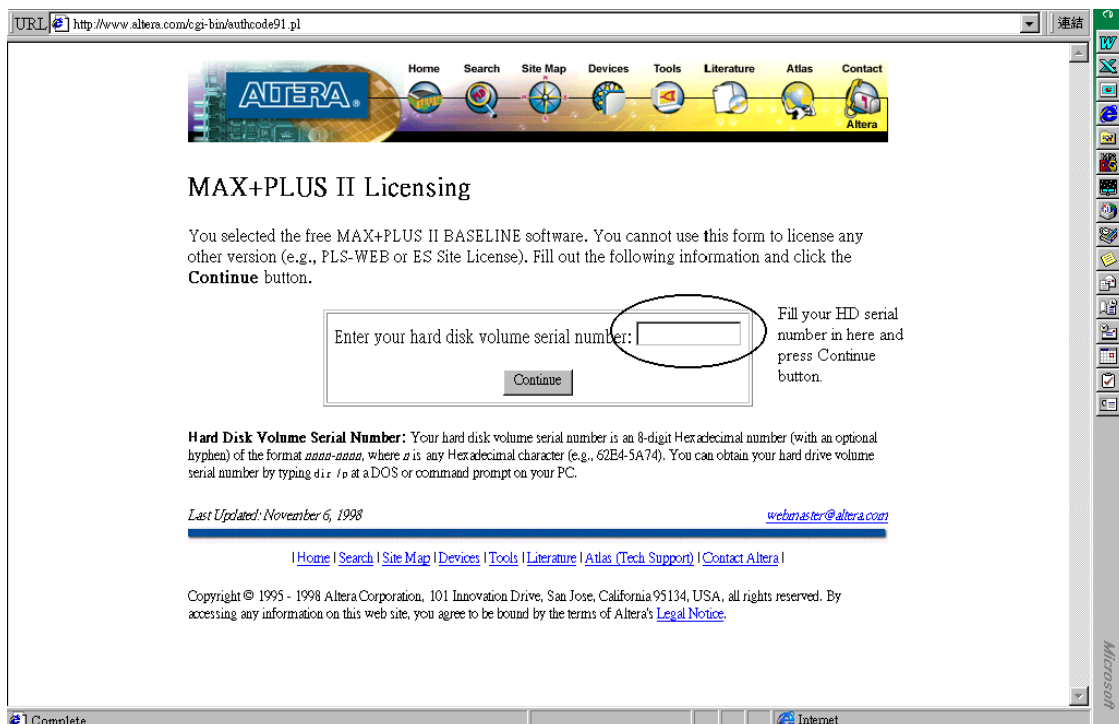 URL http://www.altera.com/cgi-bin/authcode91.pl 連結
Home Search Site Map Devices Tools Literature Atlas Contact
ALTERA®
Altera
MAX+PLUS II Licensing
You selected the free MAX+PLUS II BASELINE software. You cannot use this form to license any
other version (e.g., PLS-WEB or ES Site License). Fill out the following information and click the
Continue button.
Enter your hard disk volume serial number:
Continue
Fill your HD serial
number in here and
press Continue
button.
Hard Disk Volume Serial Number: Your hard disk volume serial number is an 8-digit Hexadecimal number (with an optional
hyphen) of the format nnnn-nnnn, where n is any Hexadecimal character (e.g., 62E4-5A74). You can obtain your hard drive volume
serial number by typing dir /p at a DOS or command prompt on your PC.
Last Updated: November 6, 1998 webmaster@altera.com
| Home | Search | Site Map | Devices | Tools | Literature | Atlas (Tech Support) | Contact Altera |
Copyright © 1995 - 1998 Altera Corporation, 101 Innovation Drive, San Jose, California 95134, USA, all rights reserved. By
accessing any information on this web site, you agree to be bound by the terms of Altera's Legal Notice.
Microsoft
Complete Internet